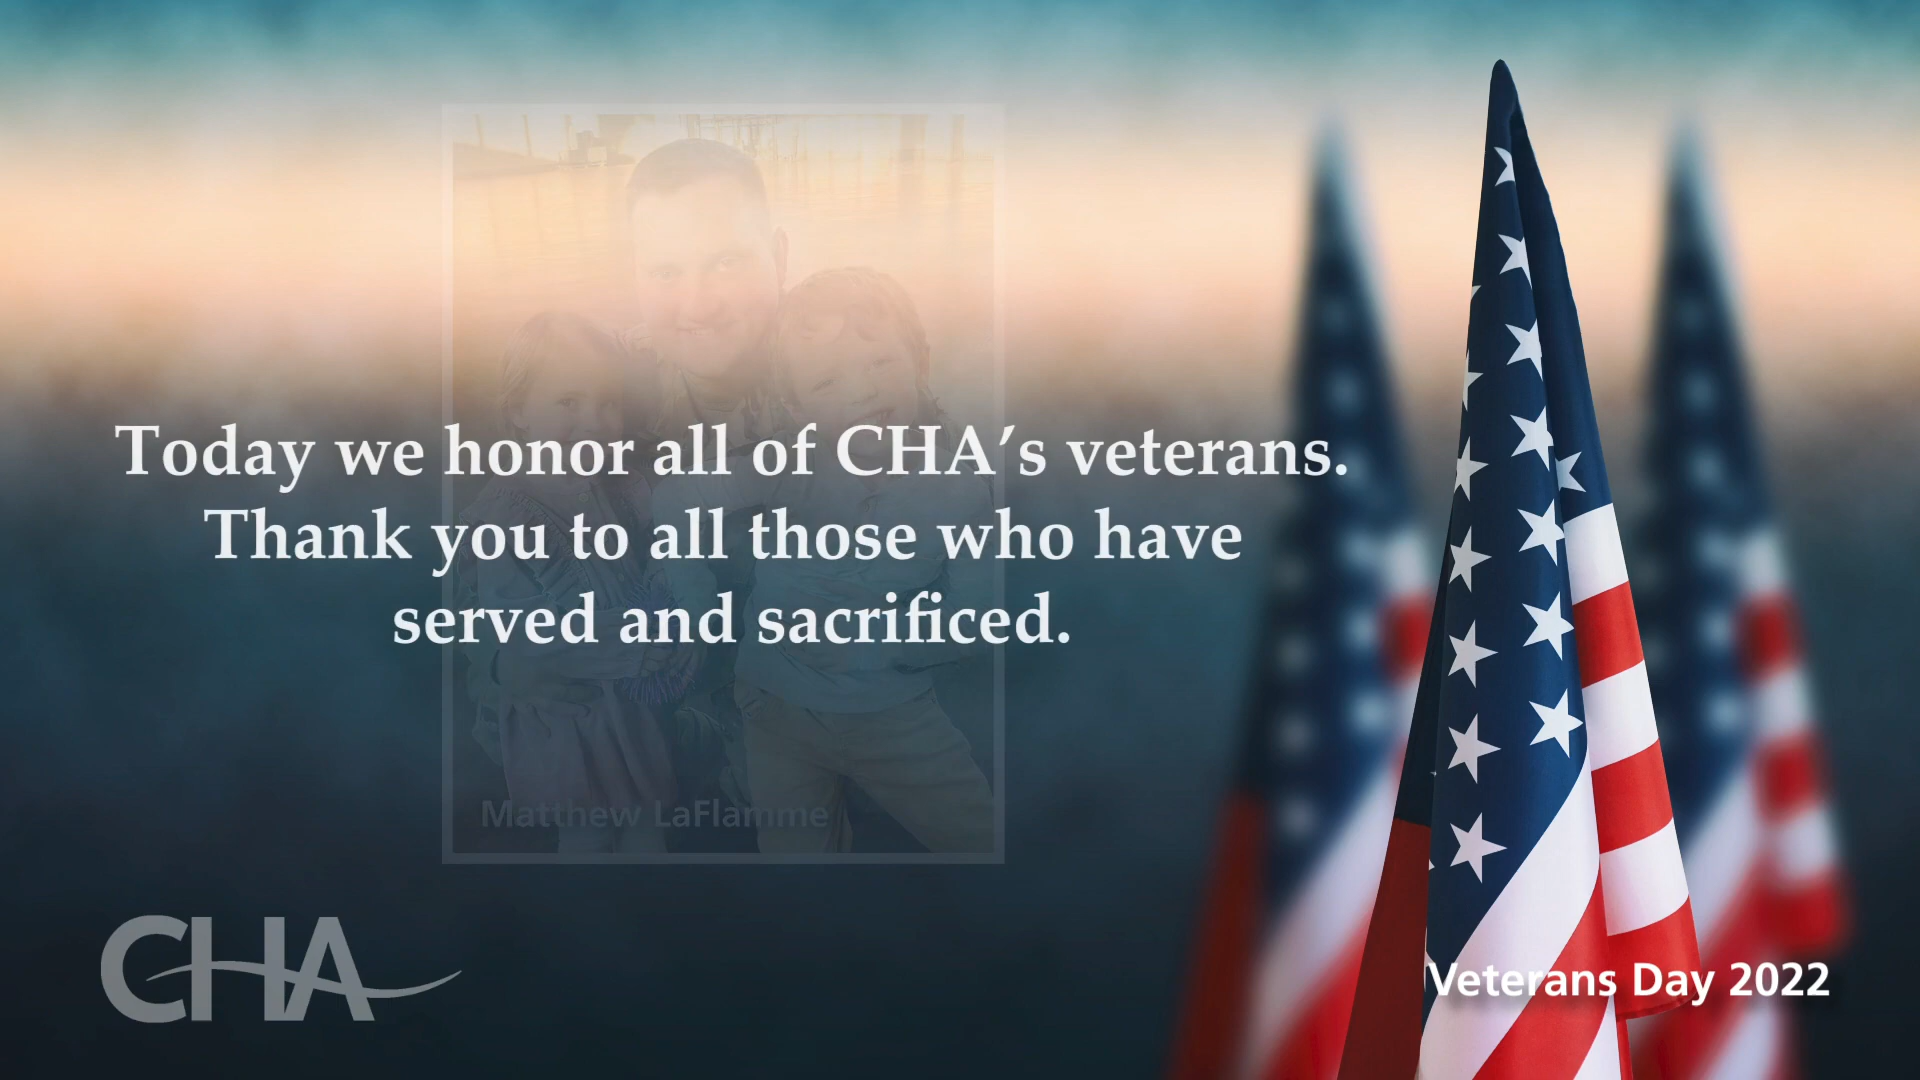 Today we honor all of CHA’s veterans.
Thank you to all those who have
served and sacrificed.
Matthew LaFlamme
CHA
Veterans Day 2022